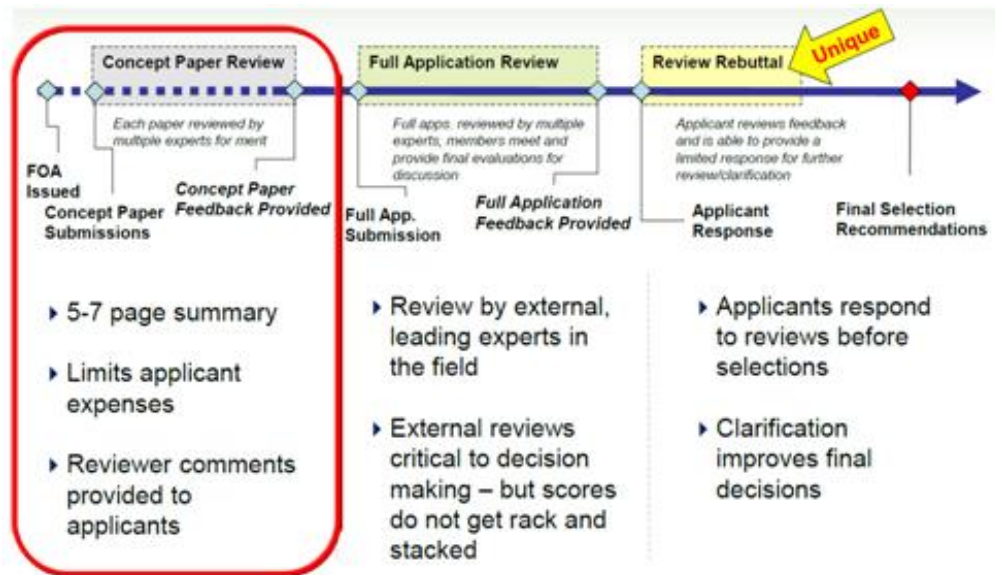 Concept Paper Review
Full Application Review
Review Rebuttal
Unique
Each paper reviewed by
multiple experts for merit
Full apps. reviewed by multiple
experts, members meet and
provide final evaluations for
discussion
Applicant reviews feedback
and is able to provide a
limited response for further
review/clarification
FOA
Issued
Concept Paper
Submissions
Concept Paper
Feedback Provided
Full App.
Submission
Full Application
Feedback Provided
Applicant
Response
Final Selection
Recommendations
5-7 page summary
Limits applicant
expenses
Reviewer comments
provided to
applicants
Review by external,
leading experts in
the field
External reviews
critical to decision
making – but scores
do not get rack and
stacked
Applicants respond
to reviews before
selections
Clarification
improves final
decisions